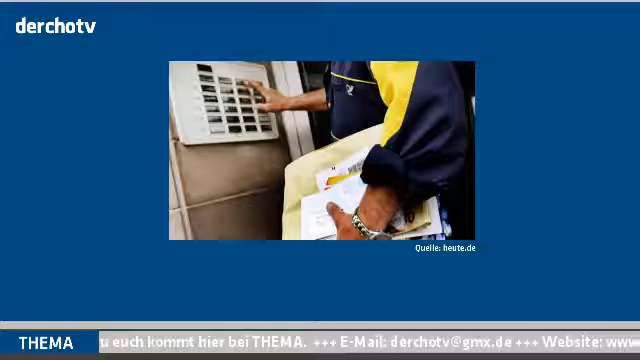 derchotv
Quelle: heute.de
THEMA
u euch kommt hier bei THEMA. +++ E-Mail: derchotv@gmx.de +++ Website: www